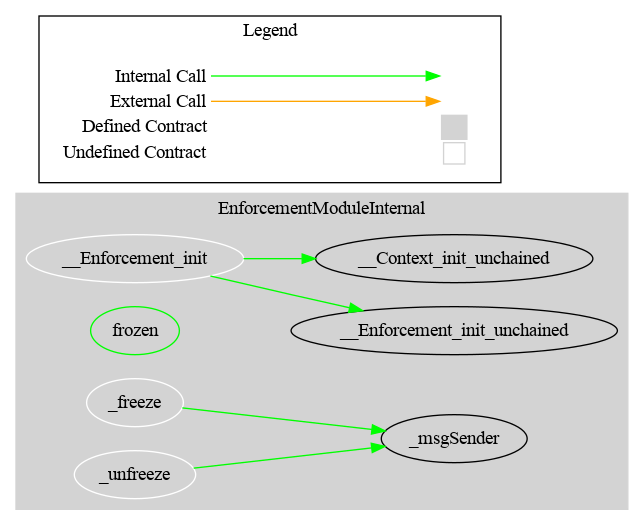 Legend
Internal Call
External Call
Defined Contract
Undefined Contract
EnforcementModuleInternal
__Enforcement_init
__Context_init_unchained
frozen
__Enforcement_init_unchained
_freeze
_msgSender
_unfreeze